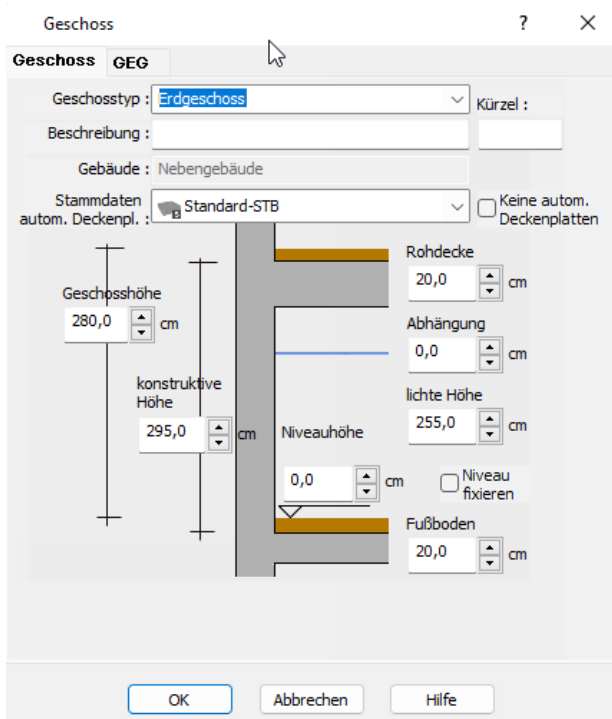 Geschoss
Geschoss GEG
Geschosstyp : Erdgeschoss Kürzel :
Beschreibung :
Gebäude : Nebengebäude
Stammdaten autom. Deckenpl. : Standard-STB Keine autom. Deckenplatten
Rohdecke
20,0 cm
Geschosshöhe
280,0 cm
Abhängung
0,0 cm
konstruktive
Höhe
295,0 cm
lichte Höhe
255,0 cm
Niveauhöhe
0,0 cm
Niveau
fixieren
Fußboden
20,0 cm
OK Abbrechen Hilfe